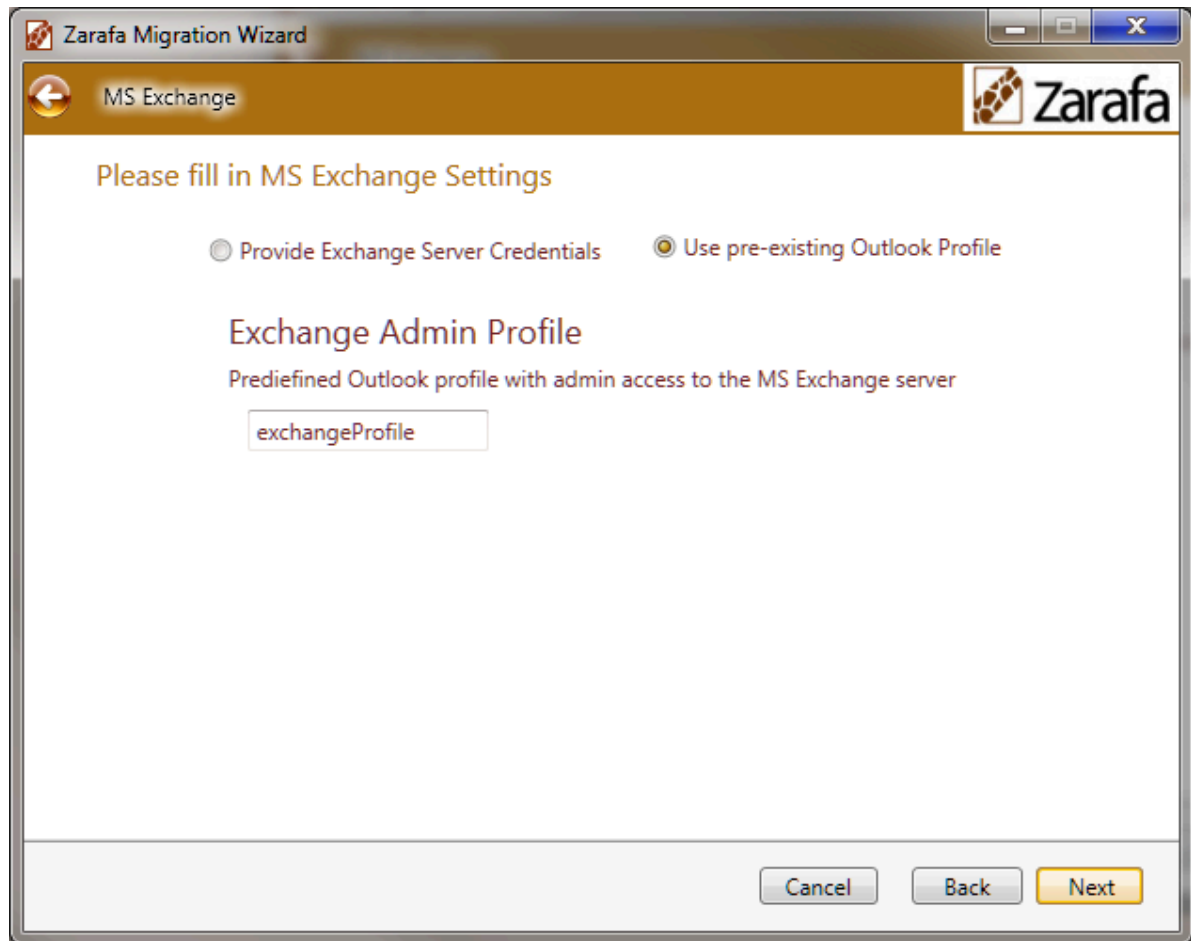 Zarafa Migration Wizard
MS Exchange
Zarafa
Please fill in MS Exchange Settings
Provide Exchange Server Credentials
Use pre-existing Outlook Profile
Exchange Admin Profile
Prediefined Outlook profile with admin access to the MS Exchange server
exchangeProfile
Cancel
Back
Next